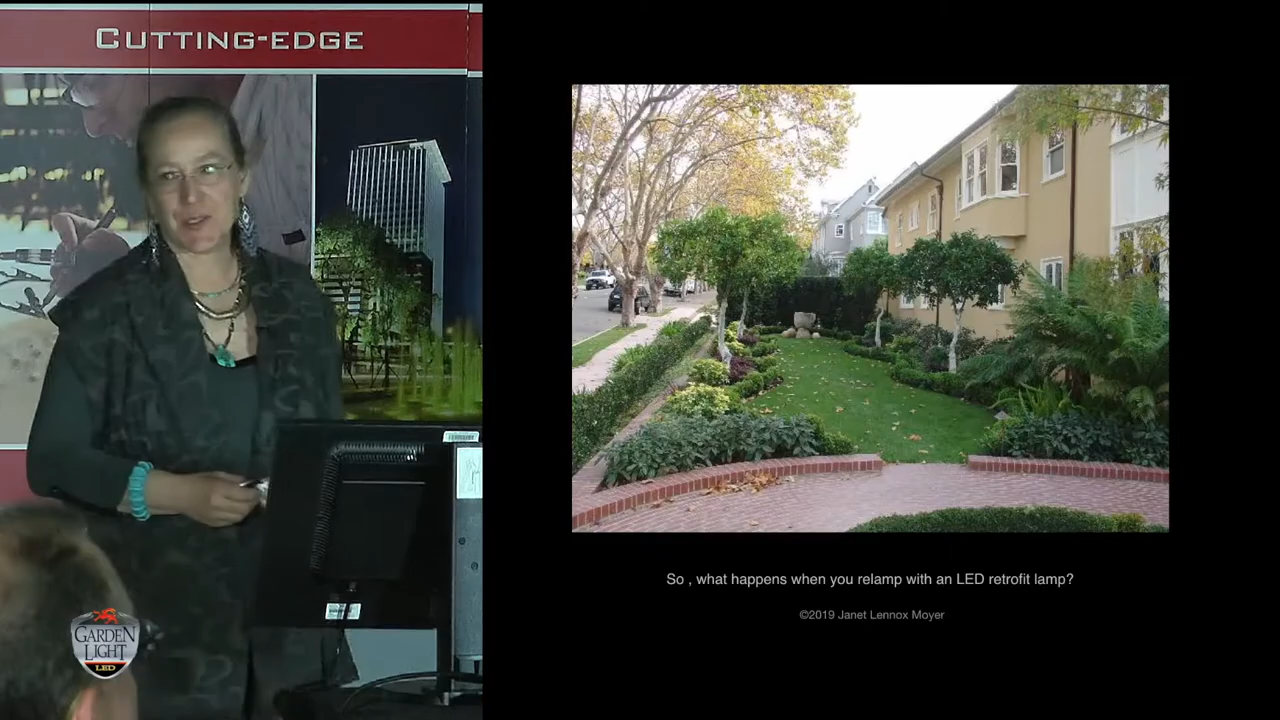 CUTTING-EDGE
So , what happens when you relamp with an LED retrofit lamp?
©2019 Janet Lennox Moyer
GARDEN
LIGHT
LED